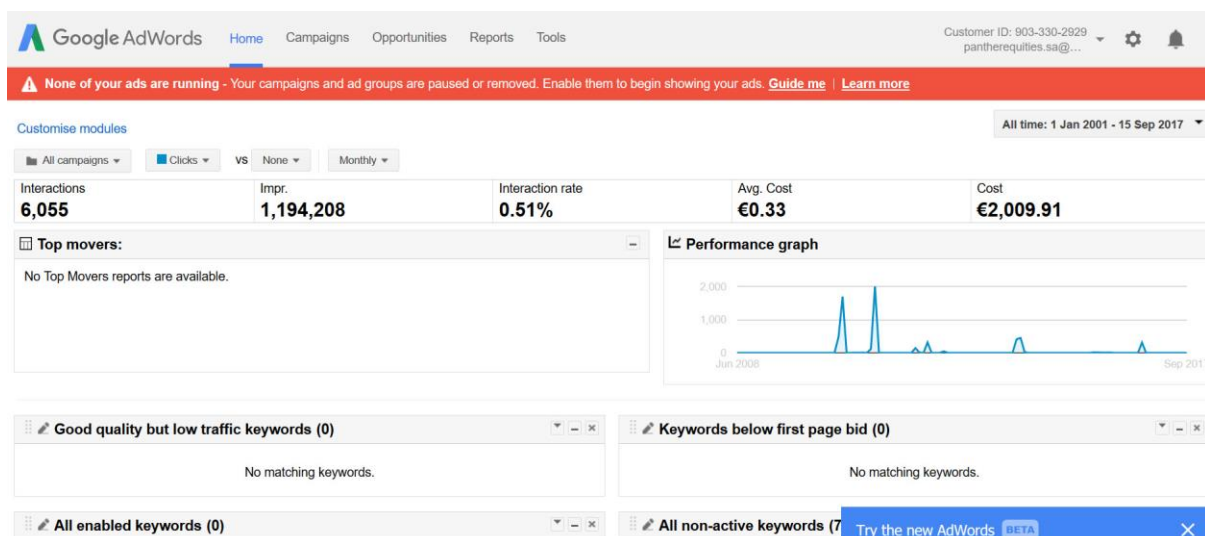 Google AdWords Home Campaigns Opportunities Reports Tools
Customer ID: 903-330-2929
pantherequities.sa@...
None of your ads are running - Your campaigns and ad groups are paused or removed. Enable them to begin showing your ads. Guide me | Learn more
Customise modules
All time: 1 Jan 2001 - 15 Sep 2017
All campaigns Clicks VS None Monthly
Interactions Impr. Interaction rate Avg. Cost Cost
6,055 1,194,208 0.51% €0.33 €2,009.91
Top movers:
No Top Movers reports are available.
Performance graph
2,000
1,000
0
Jun 2008 Sep 201
Good quality but low traffic keywords (0)
No matching keywords.
Keywords below first page bid (0)
No matching keywords.
All enabled keywords (0)
All non-active keywords (7
Try the new AdWords BETA